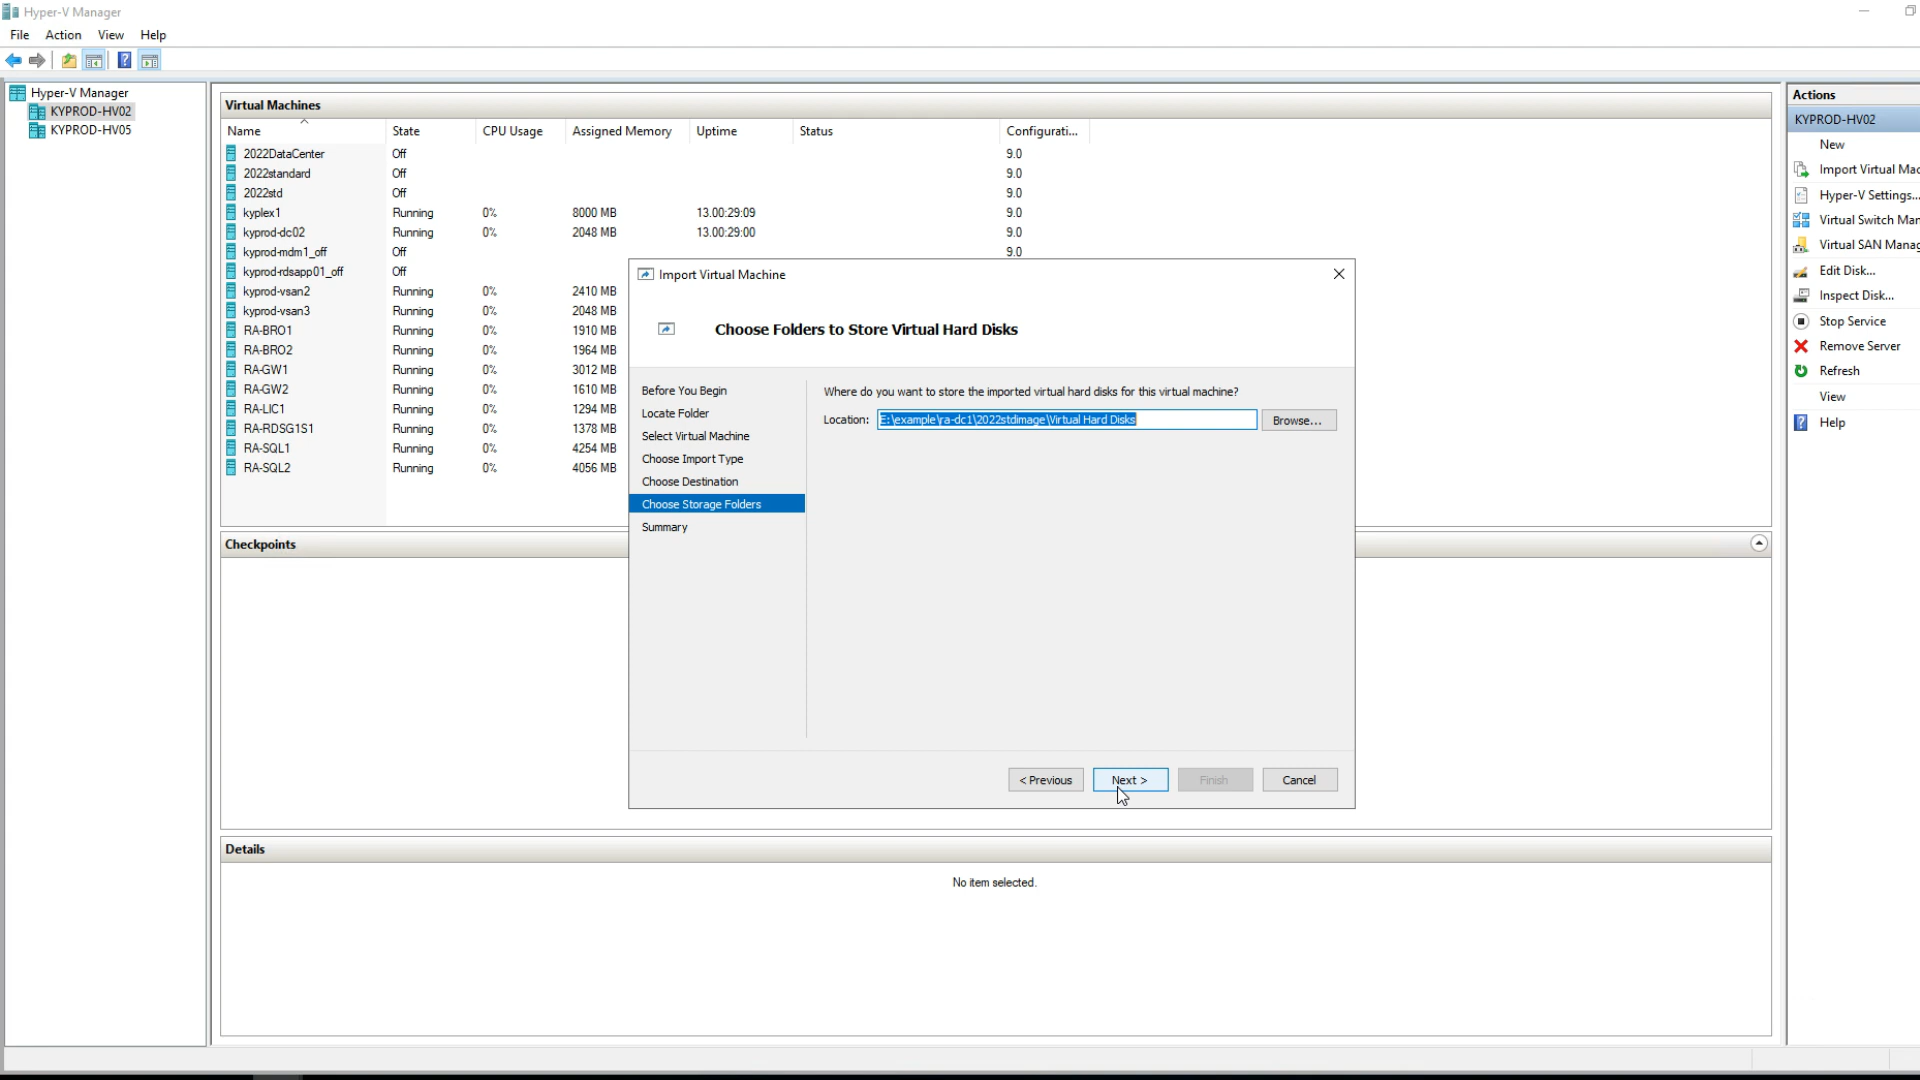 Hyper-V Manager
File Action View Help
Hyper-V Manager
KYPROD-HV02
KYPROD-HV05
Virtual Machines
Name State CPU Usage Assigned Memory Uptime Status Configurati...
2022DataCenter Off 9.0
2022standard Off 9.0
2022std Off 9.0
kyplex1 Running 0% 8000 MB 13.00:29:09 9.0
kyprod-dc02 Running 0% 2048 MB 13.00:29:00 9.0
kyprod-mdm1_off Off 9.0
kyprod-rdsapp01_off Off
kyprod-vsan2 Running 0% 2410 MB
kyprod-vsan3 Running 0% 2048 MB
RA-BRO1 Running 0% 1910 MB
RA-BRO2 Running 0% 1964 MB
RA-GW1 Running 0% 3012 MB
RA-GW2 Running 0% 1610 MB
RA-LIC1 Running 0% 1294 MB
RA-RDSG1S1 Running 0% 1378 MB
RA-SQL1 Running 0% 4254 MB
RA-SQL2 Running 0% 4056 MB
Checkpoints
Details
No item selected.
Import Virtual Machine
Choose Folders to Store Virtual Hard Disks
Before You Begin
Locate Folder
Select Virtual Machine
Choose Import Type
Choose Destination
Choose Storage Folders
Summary
Where do you want to store the imported virtual hard disks for this virtual machine?
Location: E:\example\ra-dc1\2022stdimage\Virtual Hard Disks Browse...
< Previous Next > Finish Cancel
Actions
KYPROD-HV02
New
Import Virtual Mac
Hyper-V Settings...
Virtual Switch Man
Virtual SAN Manag
Edit Disk...
Inspect Disk...
Stop Service
Remove Server
Refresh
View
Help